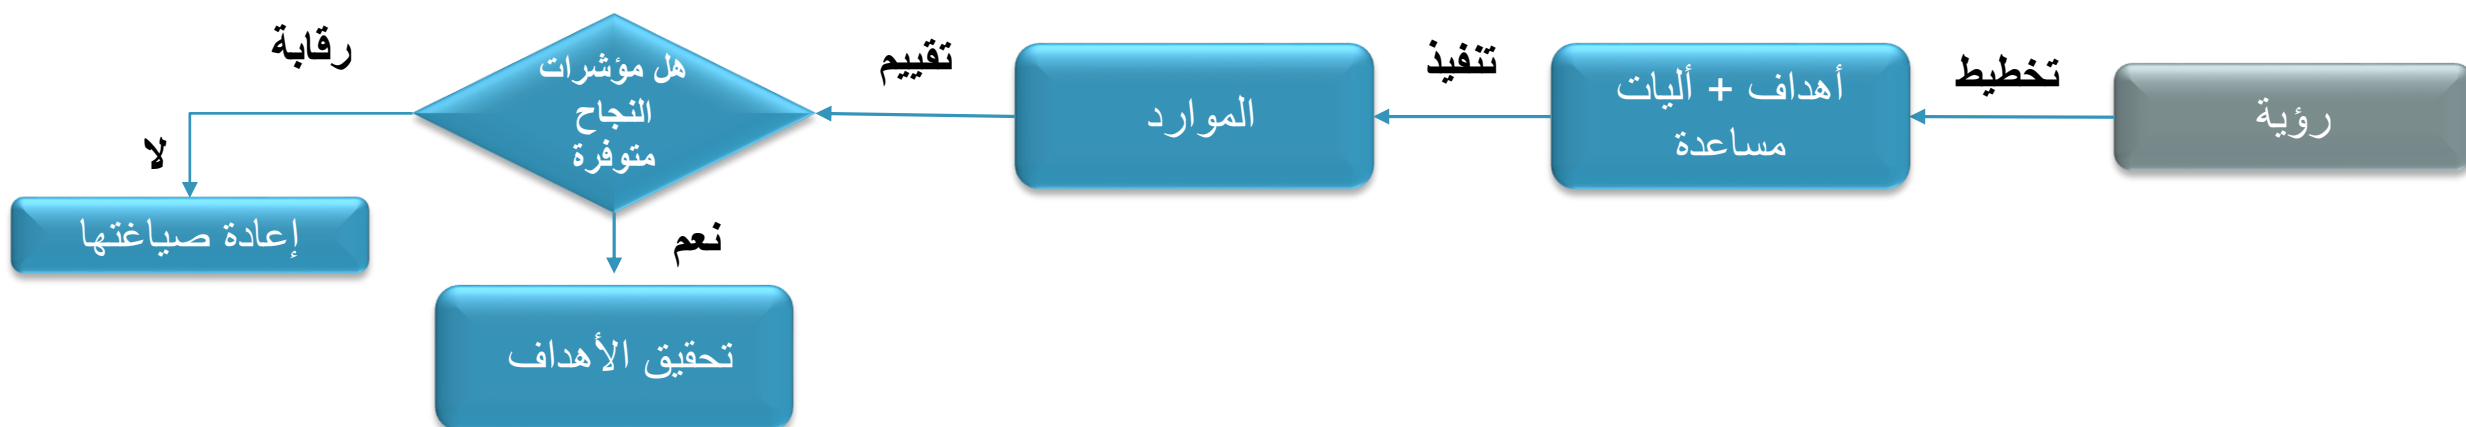 رؤية
تخطيط
أهداف + أليات
مساعدة
تنفيذ
الموارد
تقييم
هل مؤشرات
النجاح
متوفرة
رقابة
لا
إعادة صياغتها
نعم
تحقيق الأهداف